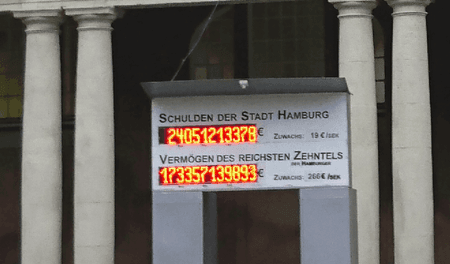 SCHULDEN DER STADT HAMBURG
24051213378€ ZUWACHS: 19 €/SEK
VERMÖGEN DES REICHSTEN ZEHNTELS
DER HAMBURGER
173357139893€ ZUWACHS: 266€ /SEK